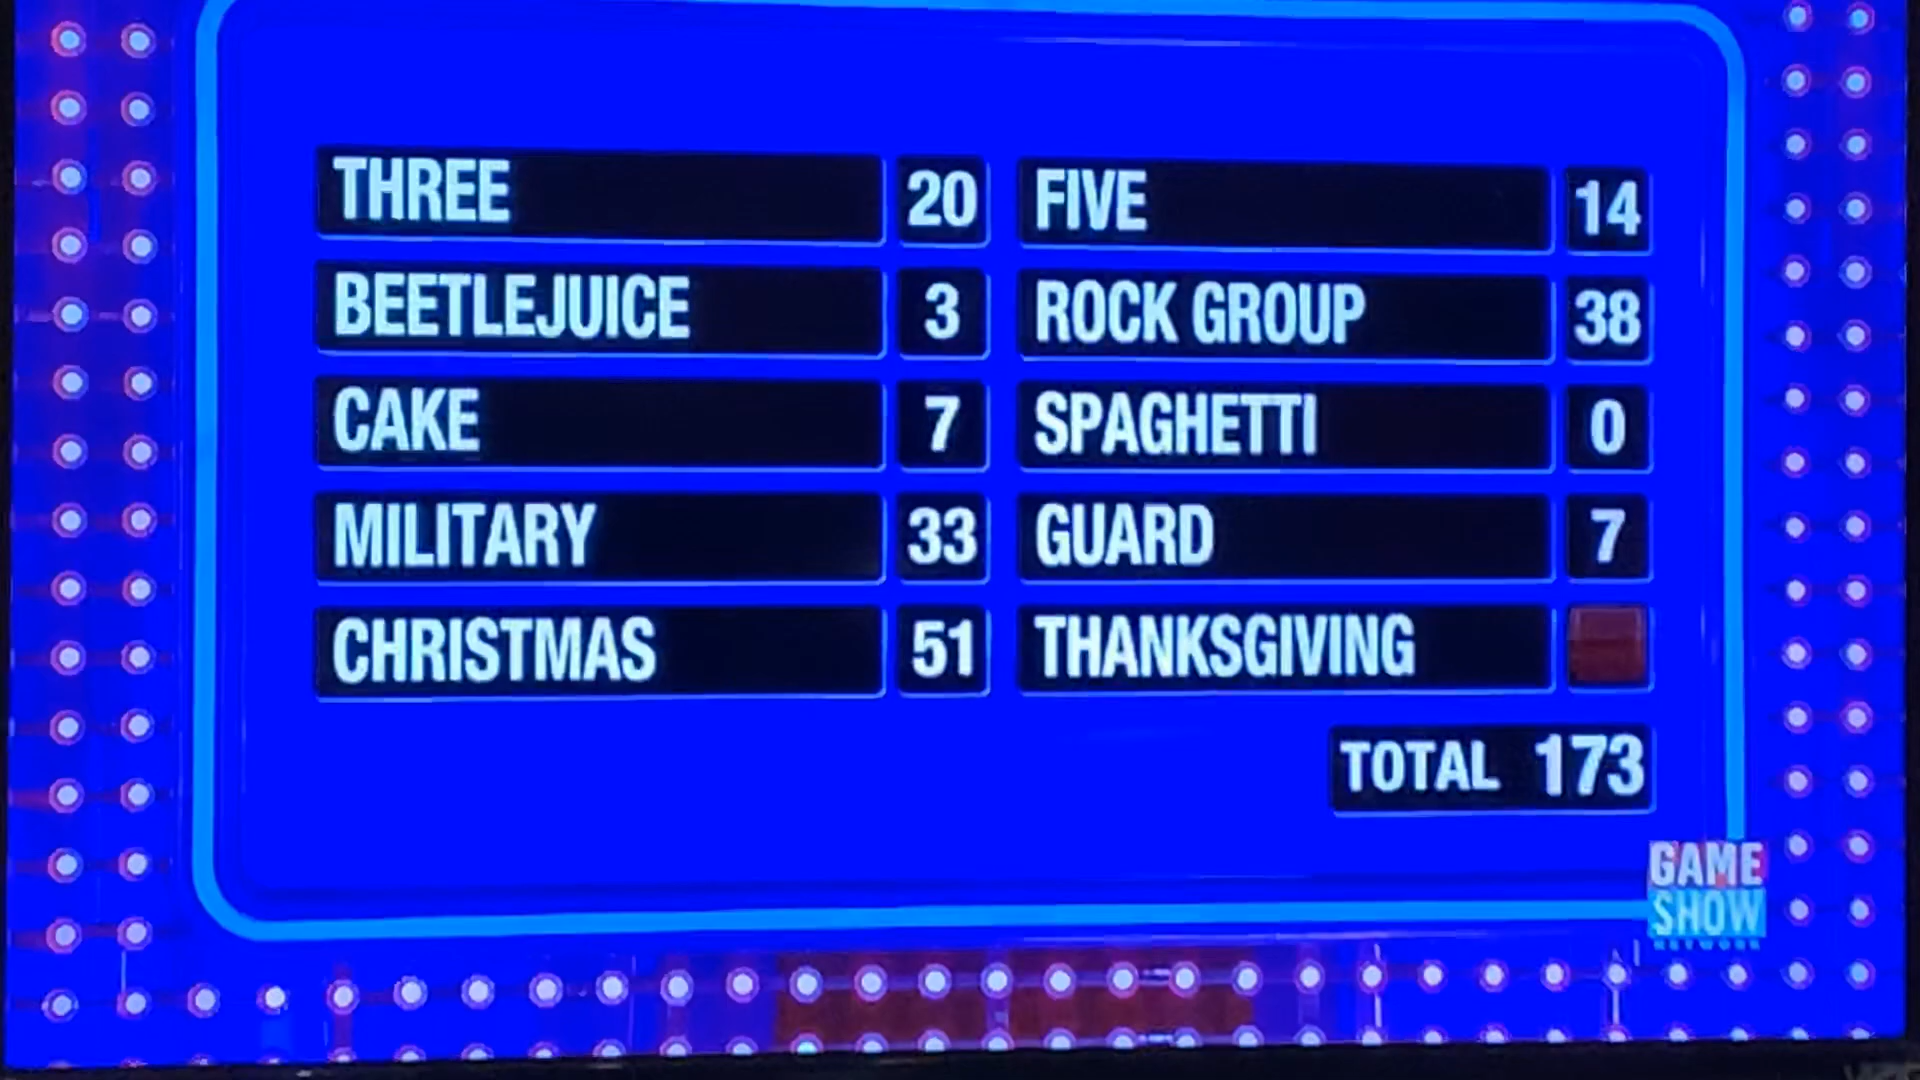 THREE 20
BEETLEJUICE 3
CAKE 7
MILITARY 33
CHRISTMAS 51
FIVE 14
ROCK GROUP 38
SPAGHETTI 0
GUARD 7
THANKSGIVING
TOTAL 173
GAME
SHOW
NETWORK